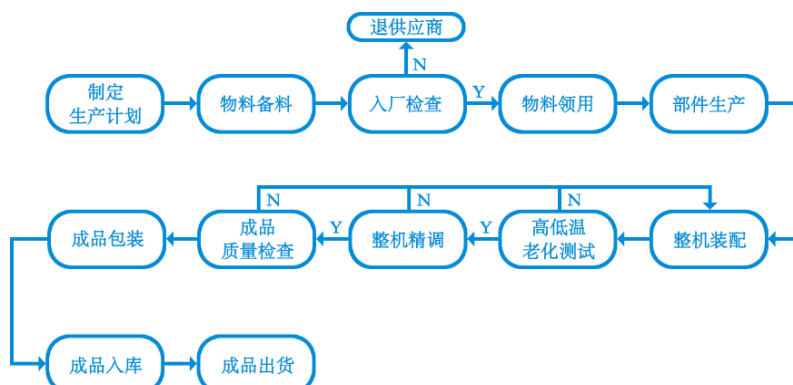 退供应商
N
制定
生产计划
物料备料
入厂检查
Y
物料领用
部件生产
N
N
N
成品包装
成品
质量检查
Y
整机精调
Y
高低温
老化测试
整机装配
成品入库
成品出货